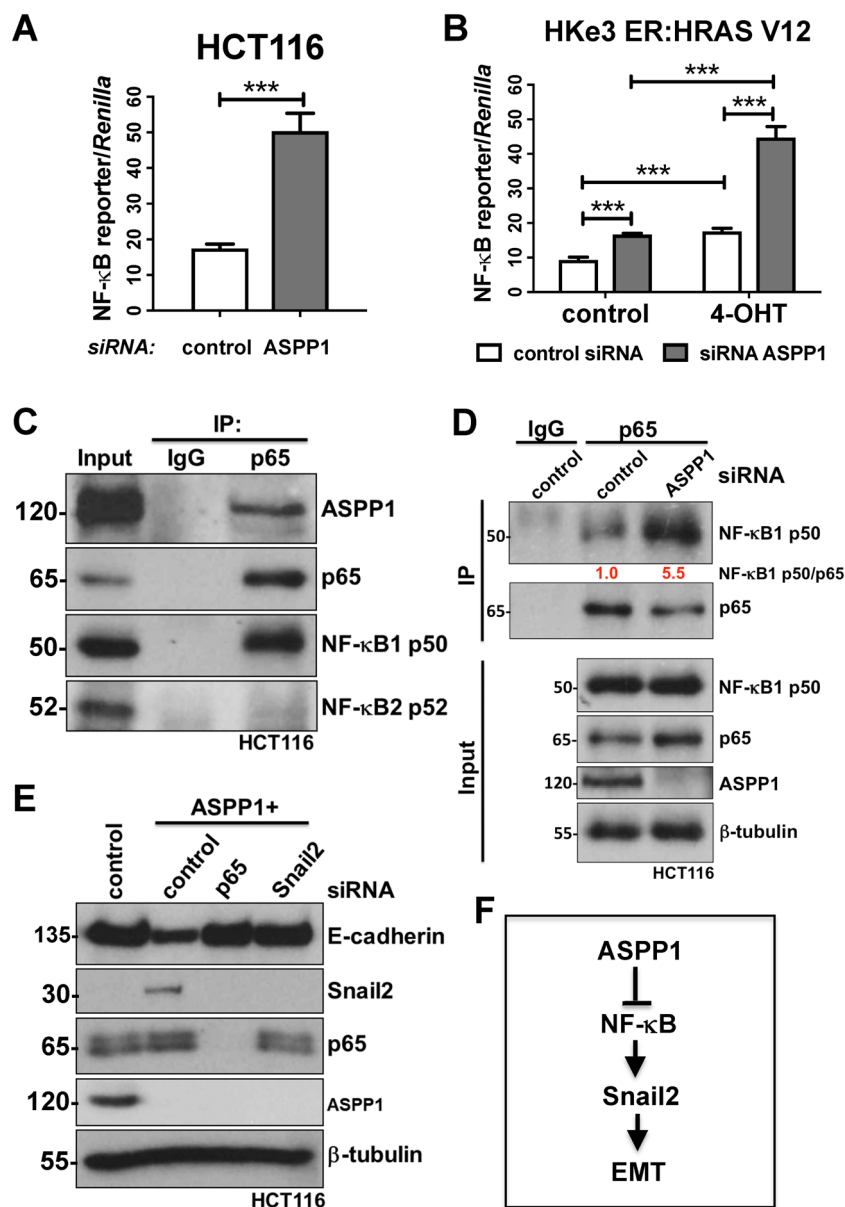 A
HCT116
NF-κB reporter/Renilla
0 10 20 30 40 50 60
***
siRNA: control ASPP1
B
HKe3 ER:HRAS V12
NF-κB reporter/Renilla
0 10 20 30 40 50 60
***
***
***
***
control 4-OHT
control siRNA siRNA ASPP1
C
IP:
Input IgG p65
120- ASPP1
65- p65
50- NF-κB1 p50
52- NF-κB2 p52
HCT116
D
IgG p65
control control ASPP1 siRNA
IP
50- NF-κB1 p50
1.0 5.5 NF-κB1 p50/p65
65- p65
Input
50- NF-κB1 p50
65- p65
120- ASPP1
55- β-tubulin
HCT116
E
ASPP1+
control control p65 Snail2 siRNA
135- E-cadherin
30- Snail2
65- p65
120- ASPP1
55- β-tubulin
HCT116
F
ASPP1
NF-κB
Snail2
EMT